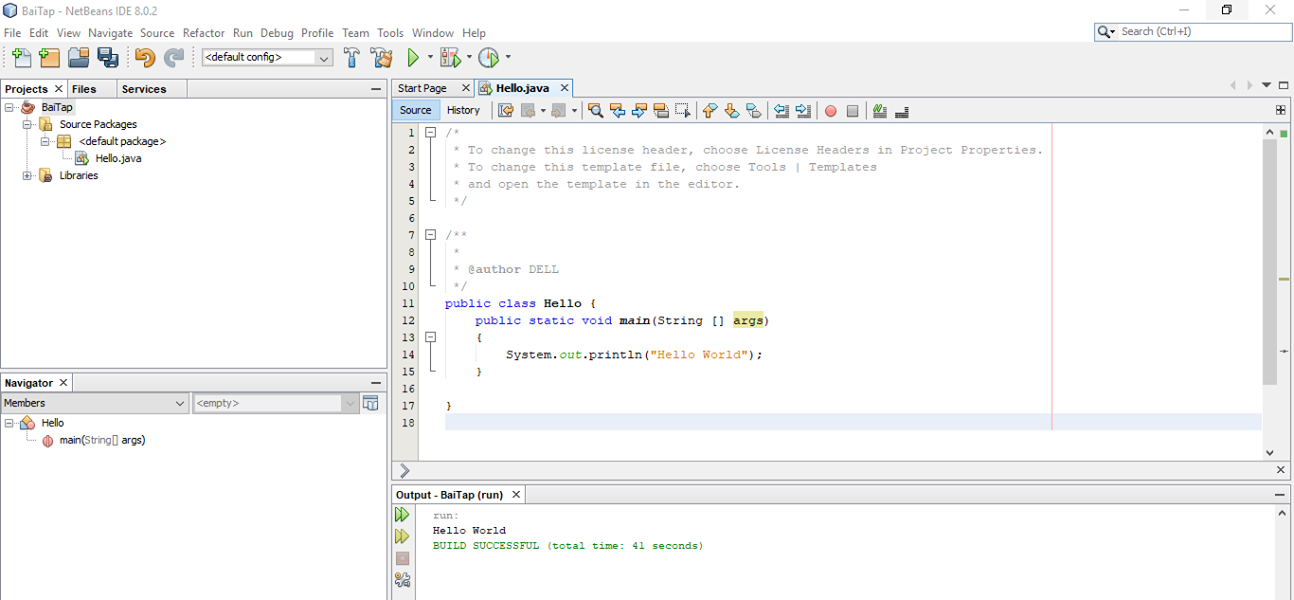 BaiTap - NetBeans IDE 8.0.2
File Edit View Navigate Source Refactor Run Debug Profile Team Tools Window Help
Search (Ctrl+I)
<default config>
Projects Files Services
BaiTap
Source Packages
<default package>
Hello.java
Libraries
Navigator
Members <empty>
Hello
main(String[] args)
Start Page Hello.java
Source History
1 /*
2 * To change this license header, choose License Headers in Project Properties.
3 * To change this template file, choose Tools | Templates
4 * and open the template in the editor.
5 */
6
7 /**
8 *
9 * @author DELL
10 */
11 public class Hello {
12 public static void main(String [] args)
13 {
14 System.out.println("Hello World");
15 }
16
17 }
18
Output - BaiTap (run)
run:
Hello World
BUILD SUCCESSFUL (total time: 41 seconds)